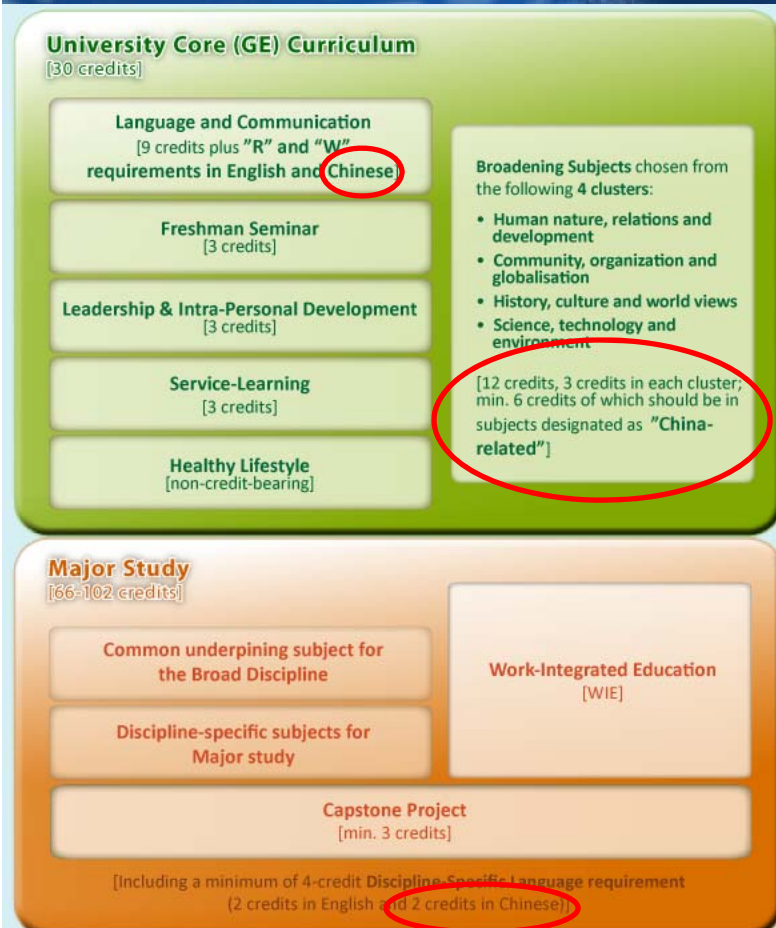 University Core (GE) Curriculum
[30 credits]
Language and Communication
[9 credits plus "R" and "W"
requirements in English and Chinese]
Freshman Seminar
[3 credits]
Leadership & Intra-Personal Development
[3 credits]
Service-Learning
[3 credits]
Healthy Lifestyle
[non-credit-bearing]
Broadening Subjects chosen from
the following 4 clusters:
• Human nature, relations and
development
• Community, organization and
globalisation
• History, culture and world views
• Science, technology and
environment
[12 credits, 3 credits in each cluster;
min. 6 credits of which should be in
subjects designated as "China-
related"]
Major Study
[66-102 credits]
Common underpining subject for
the Broad Discipline
Discipline-specific subjects for
Major study
Work-Integrated Education
[WIE]
Capstone Project
[min. 3 credits]
[Including a minimum of 4-credit Discipline-Specific Language requirement
(2 credits in English and 2 credits in Chinese)]